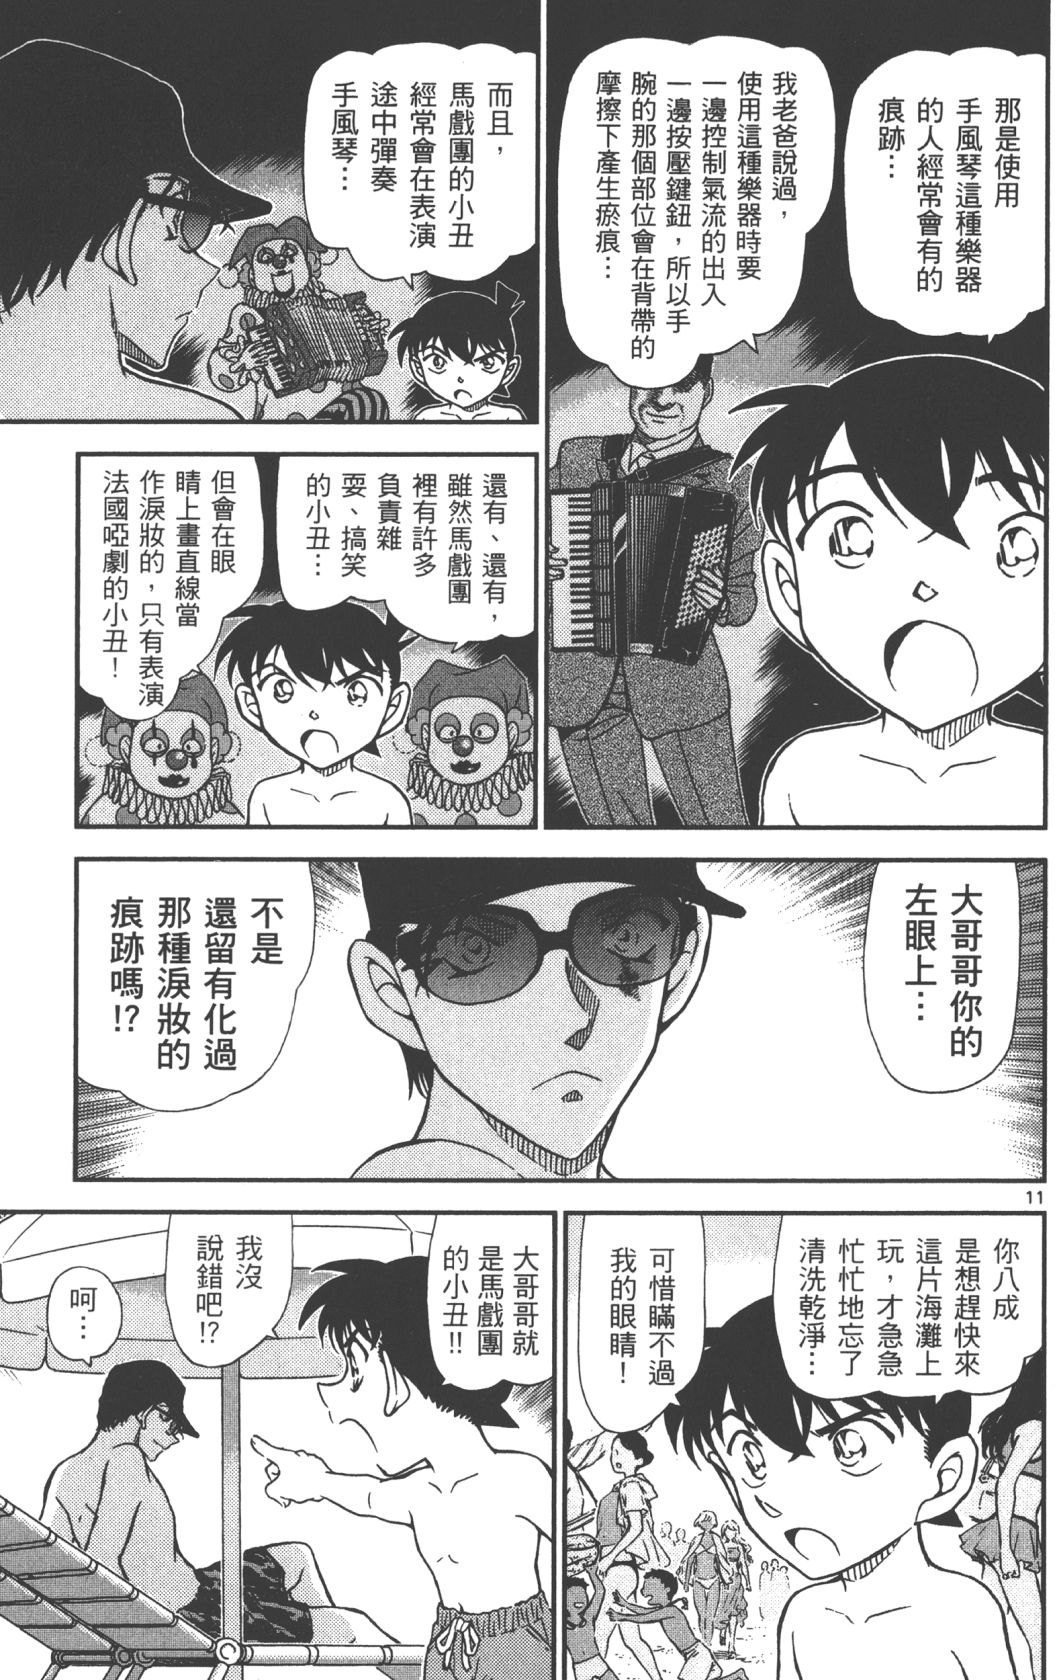 那是使用
手風琴這種樂器
的人經常會有的
痕跡…
我老爸說過，
使用這種樂器時要
一邊控制氣流的出入
一邊按壓鍵鈕，所以手
腕的那個部位會在背帶的
摩擦下產生瘀痕…
而且，
馬戲團的小丑
經常會在表演
途中彈奏
手風琴…
還有、還有，
雖然馬戲團
裡有許多
負責雜
耍、搞笑
的小丑…
但會在眼
睛上畫直線當
作淚妝的，只有表演
法國啞劇的小丑！
大哥哥你的
左眼上…
不是
還留有化過
那種淚妝的
痕跡嗎!?
11
你八成
是想趕快來
這片海灘上
玩，才急急
忙忙地忘了
清洗乾淨…
可惜瞞不過
我的眼睛！
大哥哥就
是馬戲團
的小丑!!
我沒
說錯吧!?
呵…